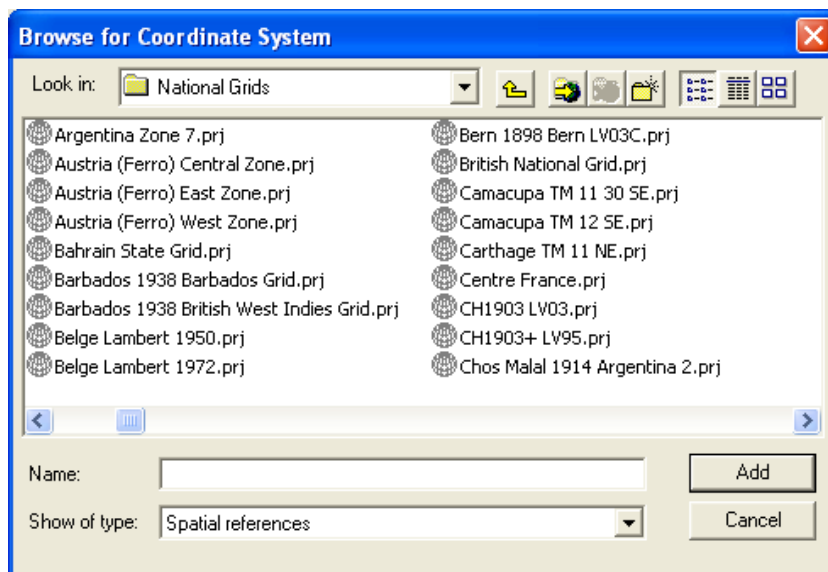 Browse for Coordinate System
Look in: National Grids
Argentina Zone 7.prj
Austria (Ferro) Central Zone.prj
Austria (Ferro) East Zone.prj
Austria (Ferro) West Zone.prj
Bahrain State Grid.prj
Barbados 1938 Barbados Grid.prj
Barbados 1938 British West Indies Grid.prj
Belge Lambert 1950.prj
Belge Lambert 1972.prj
Bern 1898 Bern LV03C.prj
British National Grid.prj
Camacupa TM 11 30 SE.prj
Camacupa TM 12 SE.prj
Carthage TM 11 NE.prj
Centre France.prj
CH1903 LV03.prj
CH1903+ LV95.prj
Chos Malal 1914 Argentina 2.prj
Name:
Add
Show of type: Spatial references
Cancel